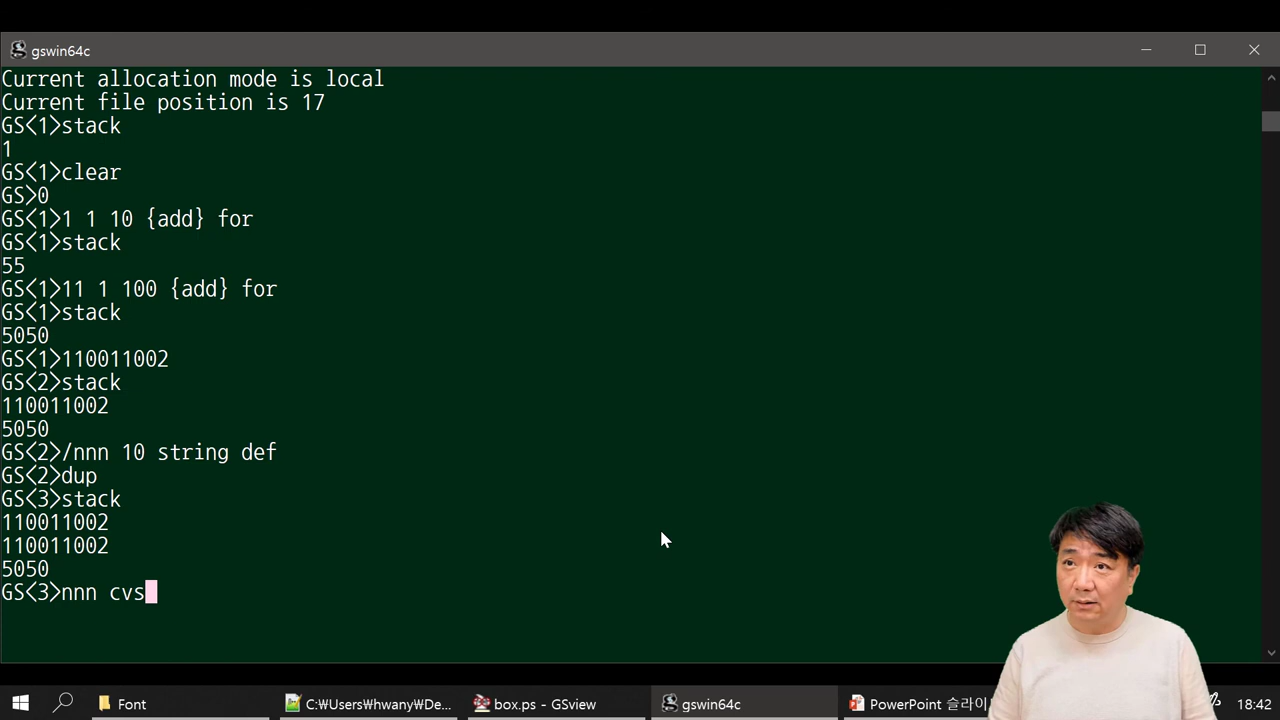 gswin64c
Current allocation mode is local
Current file position is 17
GS<1>stack
1
GS<1>clear
GS>0
GS<1>1 1 10 {add} for
GS<1>stack
55
GS<1>11 1 100 {add} for
GS<1>stack
5050
GS<1>110011002
GS<2>stack
110011002
5050
GS<2>/nnn 10 string def
GS<2>dup
GS<3>stack
110011002
110011002
5050
GS<3>nnn cvs
Font
C:₩Users₩hwany₩De...
box.ps - GSview
gswin64c
PowerPoint 슬라이
18:42